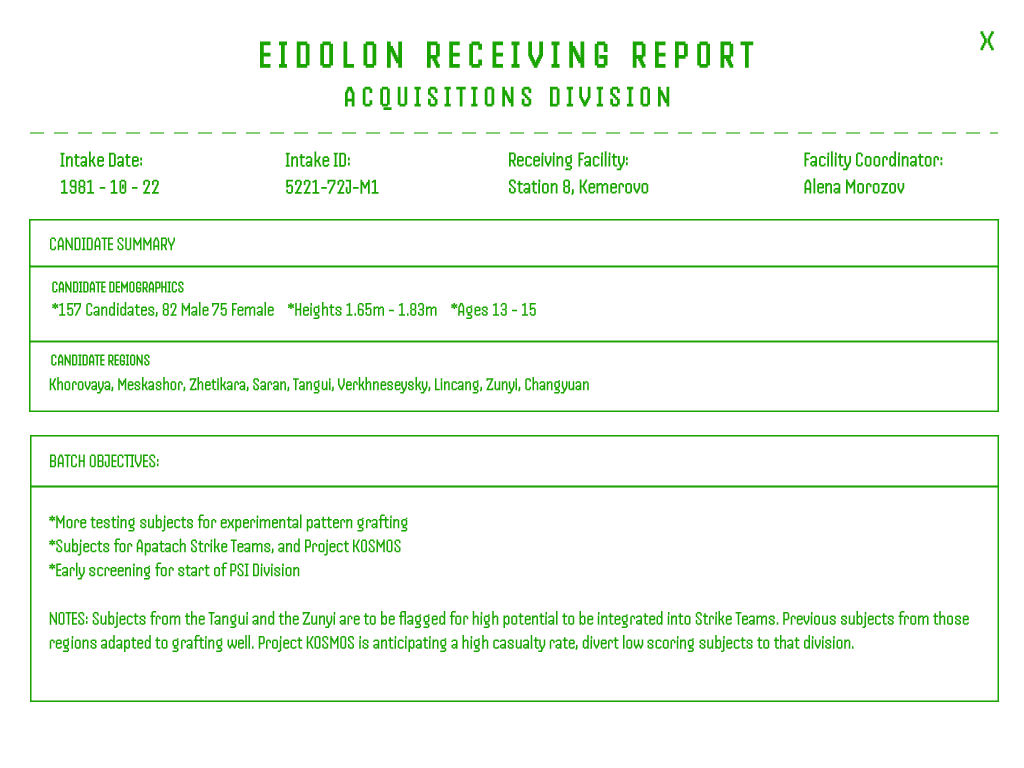 X
EIDOLON RECEIVING REPORT
ACQUISITIONS DIVISION
Intake Date: Intake ID: Receiving Facility: Facility Coordinator:
1981 - 10 - 22 5221-72J-M1 Station 8, Kemerovo Alena Morozov
CANDIDATE SUMMARY
CANDIDATE DEMOGRAPHICS
*157 Candidates, 82 Male 75 Female *Heights 1.65m - 1.83m *Ages 13 - 15
CANDIDATE REGIONS
Khorovaya, Meskashor, Zhetikara, Saran, Tangui, Verkhneseysky, Lincang, Zunyi, Changyuan
BATCH OBJECTIVES:
*More testing subjects for experimental pattern grafting
*Subjects for Apatach Strike Teams, and Project KOSMOS
*Early screening for start of PSI Division
NOTES: Subjects from the Tangui and the Zunyi are to be flagged for high potential to be integrated into Strike Teams. Previous subjects from those
regions adapted to grafting well. Project KOSMOS is anticipating a high casualty rate, divert low scoring subjects to that division.